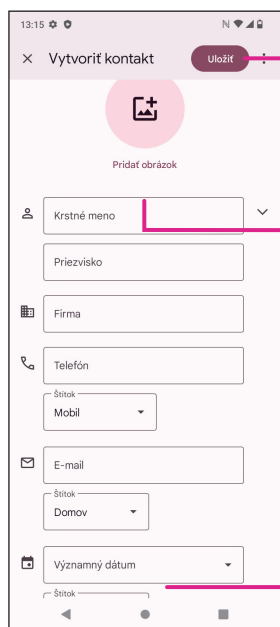 13:15
Vytvoriť kontakt
Uložiť
Pridať obrázok
Krstné meno
Priezvisko
Firma
Telefón
Štítok
Mobil
E-mail
Štítok
Domov
Významný dátum
Štítok